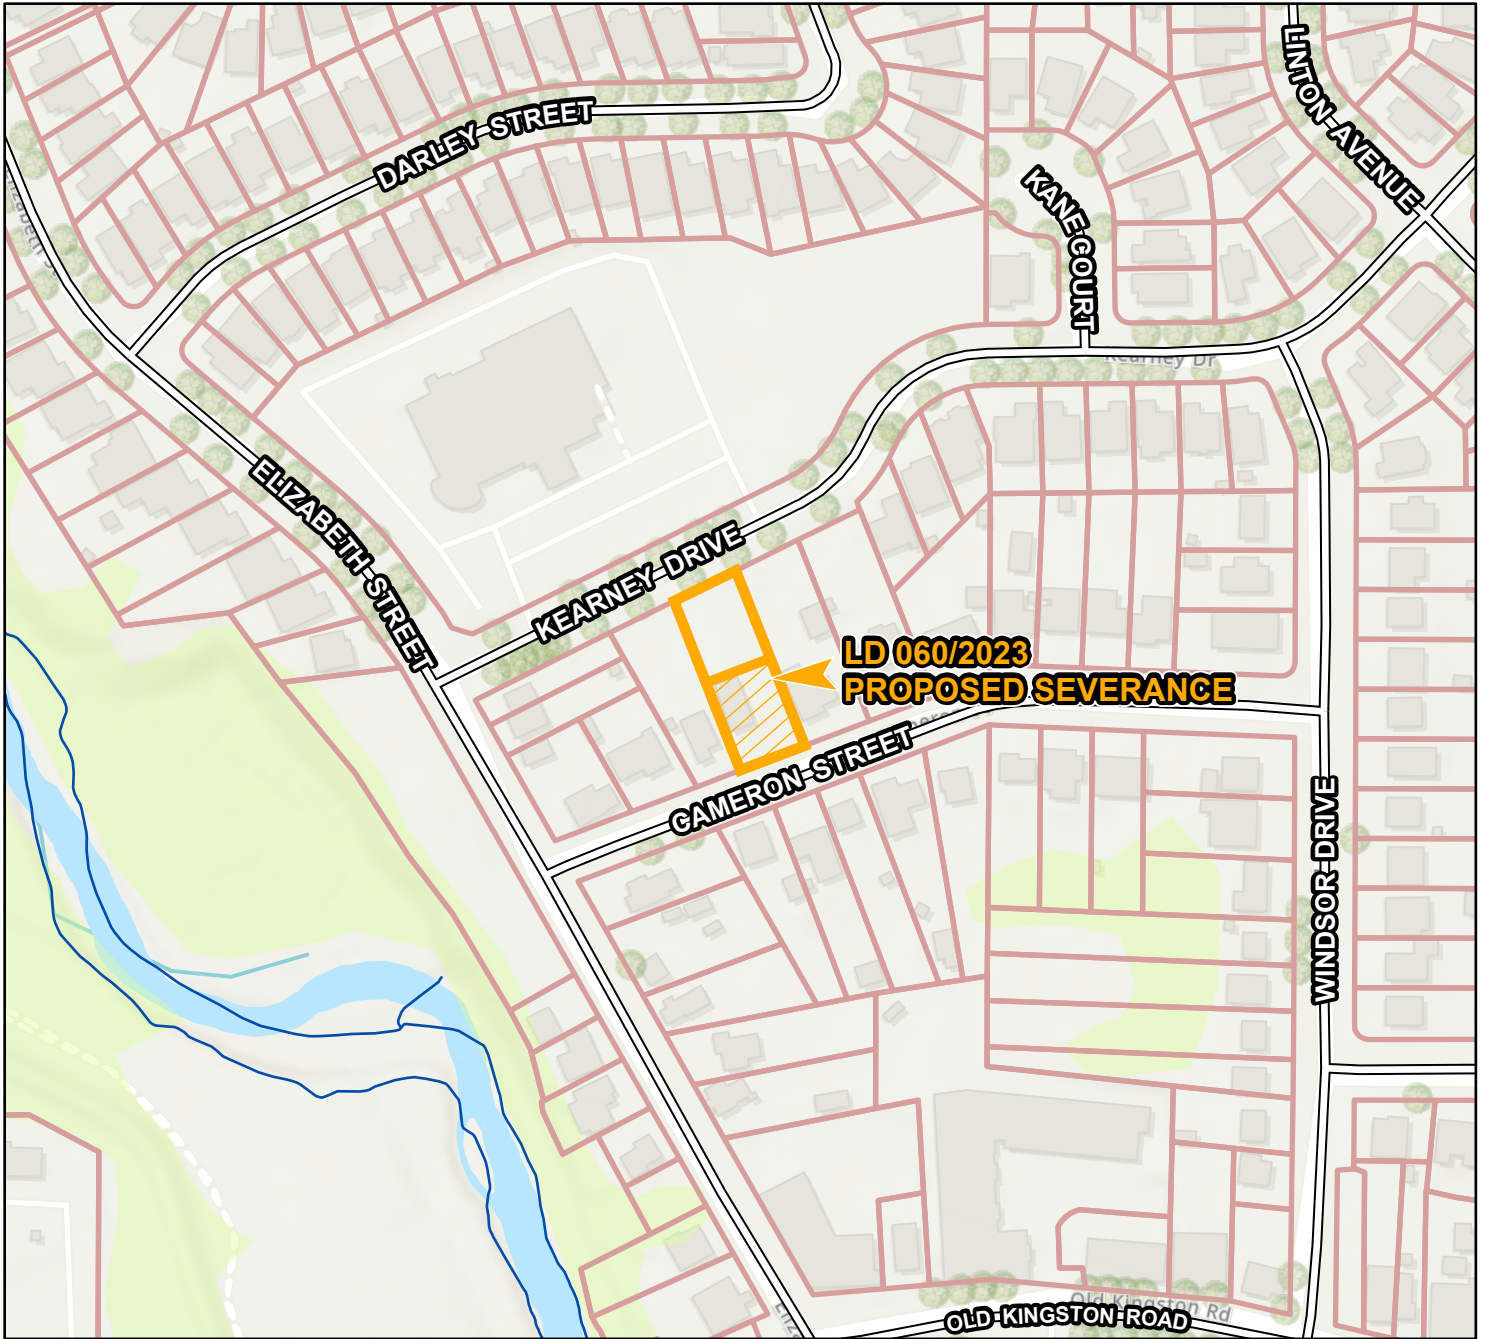 LINTON AVENUE
DARLEY STREET
KANE COURT
Kearney Dr
ELIZABETH STREET
KEARNEY DRIVE
LD 060/2023
PROPOSED SEVERANCE
CAMERON STREET
WINDSOR DRIVE
Old Kingston Rd
OLD KINGSTON ROAD